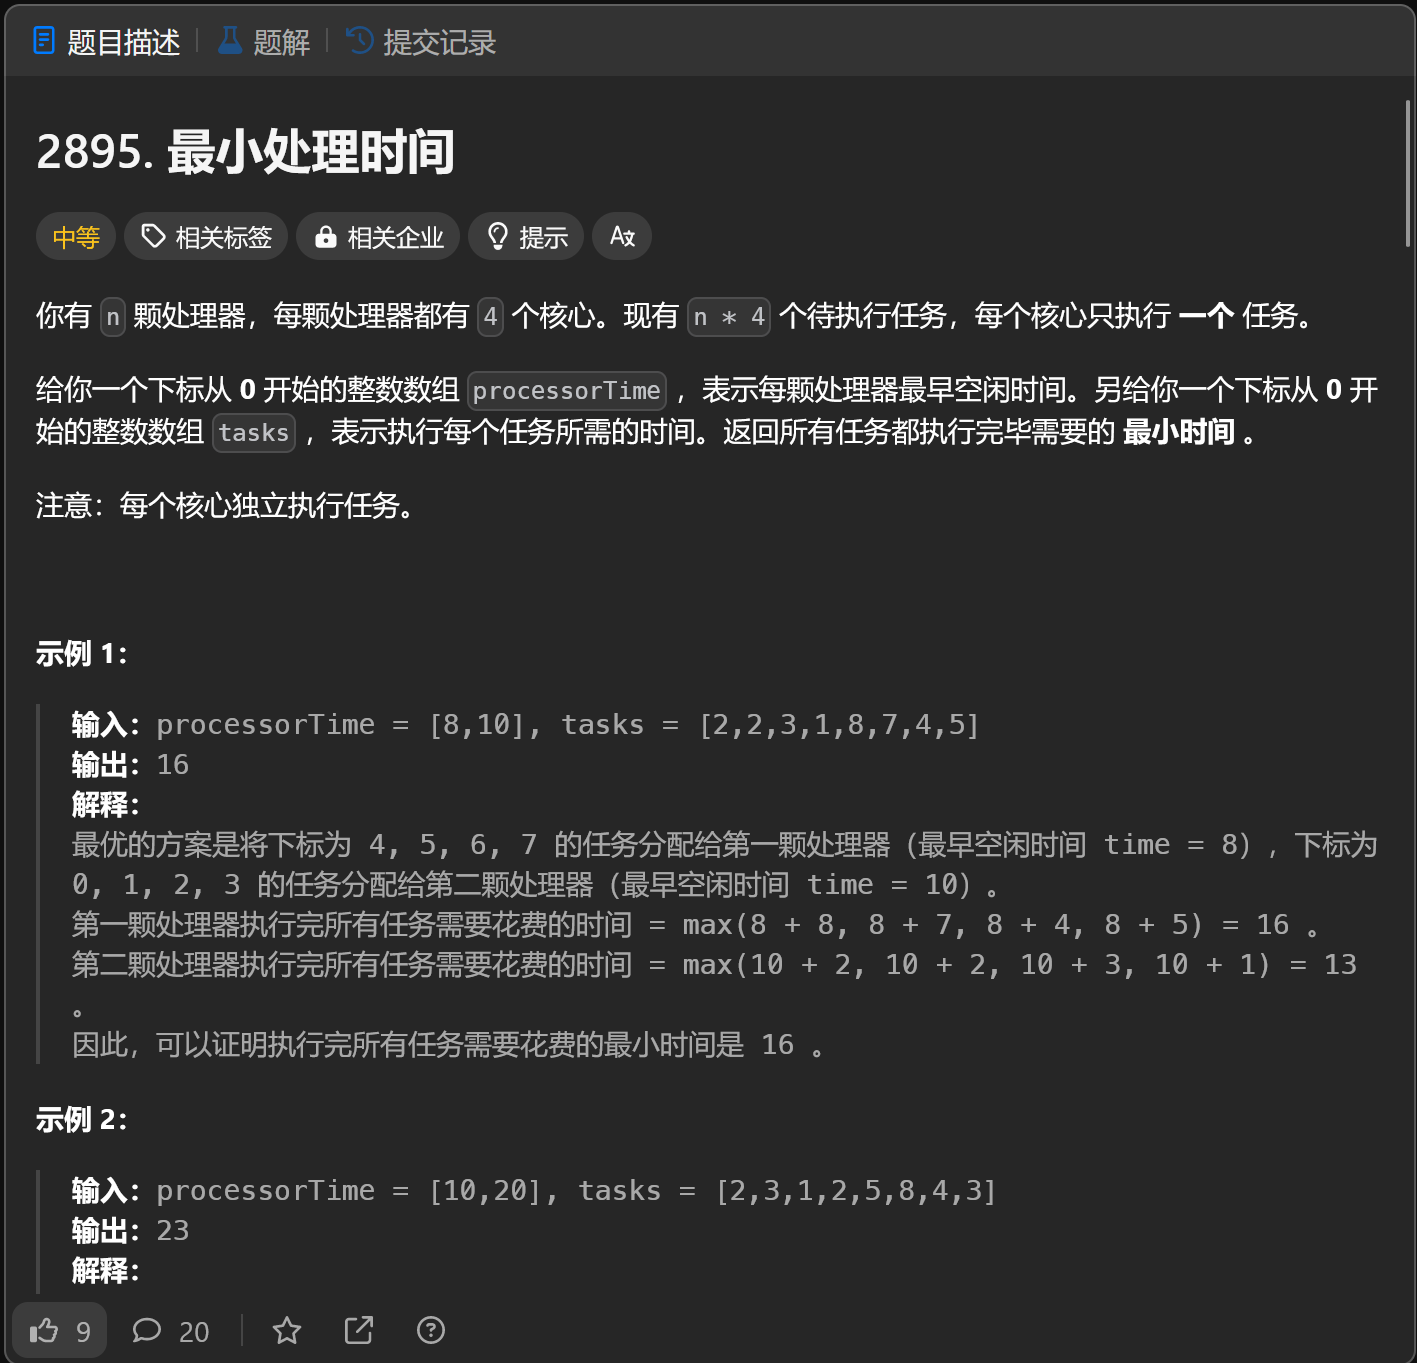 题目描述 题解 提交记录
2895. 最小处理时间
中等 相关标签 相关企业 提示 A文
你有 n 颗处理器，每颗处理器都有 4 个核心。现有 n * 4 个待执行任务，每个核心只执行 一个 任务。
给你一个下标从 0 开始的整数数组 processorTime ，表示每颗处理器最早空闲时间。另给你一个下标从 0 开
始的整数数组 tasks ，表示执行每个任务所需的时间。返回所有任务都执行完毕需要的 最小时间 。
注意：每个核心独立执行任务。
示例 1：
输入：processorTime = [8,10], tasks = [2,2,3,1,8,7,4,5]
输出：16
解释：
最优的方案是将下标为 4, 5, 6, 7 的任务分配给第一颗处理器（最早空闲时间 time = 8），下标为
0, 1, 2, 3 的任务分配给第二颗处理器（最早空闲时间 time = 10）。
第一颗处理器执行完所有任务需要花费的时间 = max(8 + 8, 8 + 7, 8 + 4, 8 + 5) = 16 。
第二颗处理器执行完所有任务需要花费的时间 = max(10 + 2, 10 + 2, 10 + 3, 10 + 1) = 13
。
因此，可以证明执行完所有任务需要花费的最小时间是 16 。
示例 2：
输入：processorTime = [10,20], tasks = [2,3,1,2,5,8,4,3]
输出：23
解释：
9 20